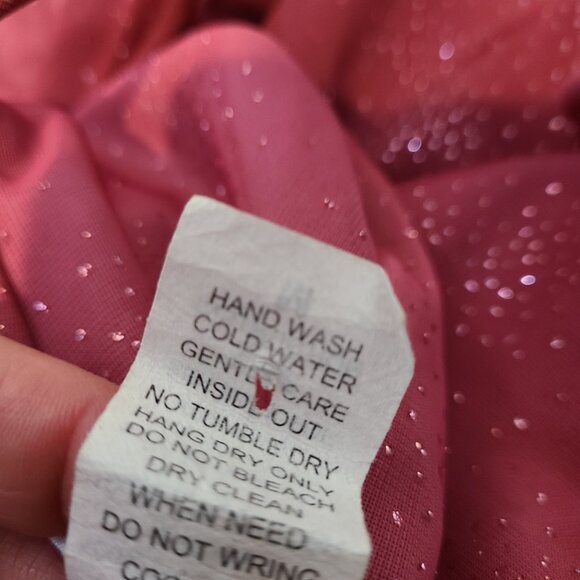 HAND WASH
COLD WATER
GENTLE CARE
INSIDE OUT
NO TUMBLE DRY
HANG DRY ONLY
DO NOT BLEACH
DRY CLEAN
WHEN NEED
DO NOT WRING